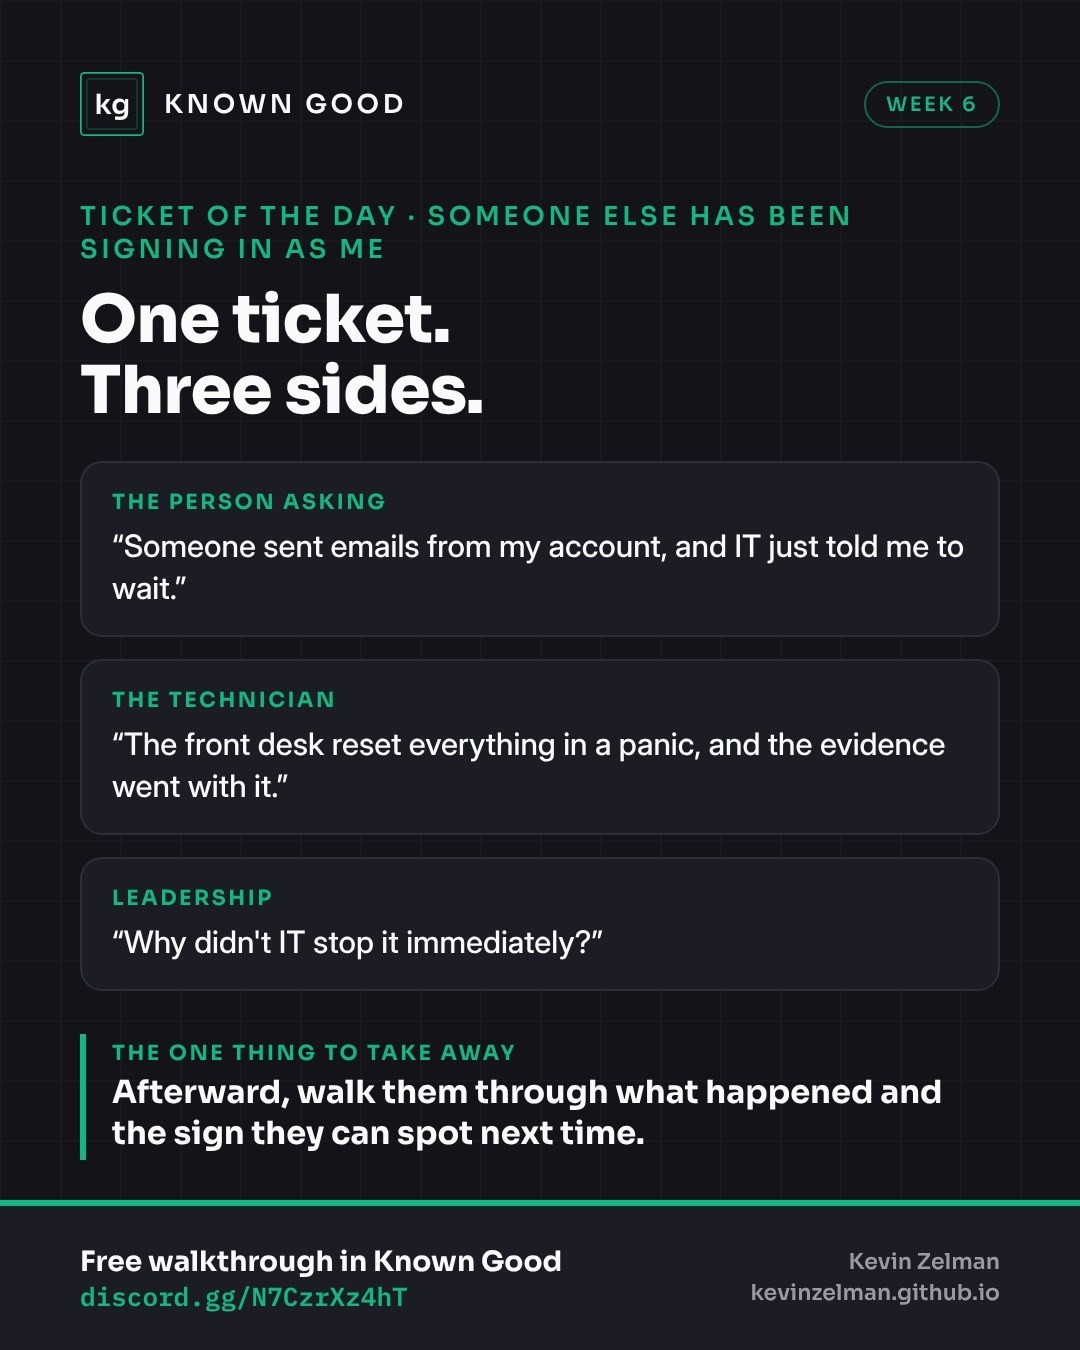 kg
KNOWN GOOD
WEEK 6
TICKET OF THE DAY · SOMEONE ELSE HAS BEEN
SIGNING IN AS ME
One ticket.
Three sides.
THE PERSON ASKING
“Someone sent emails from my account, and IT just told me to
wait.”
THE TECHNICIAN
“The front desk reset everything in a panic, and the evidence
went with it.”
LEADERSHIP
“Why didn't IT stop it immediately?”
THE ONE THING TO TAKE AWAY
Afterward, walk them through what happened and
the sign they can spot next time.
Free walkthrough in Known Good
discord.gg/N7CzrXz4hT
Kevin Zelman
kevinzelman.github.io